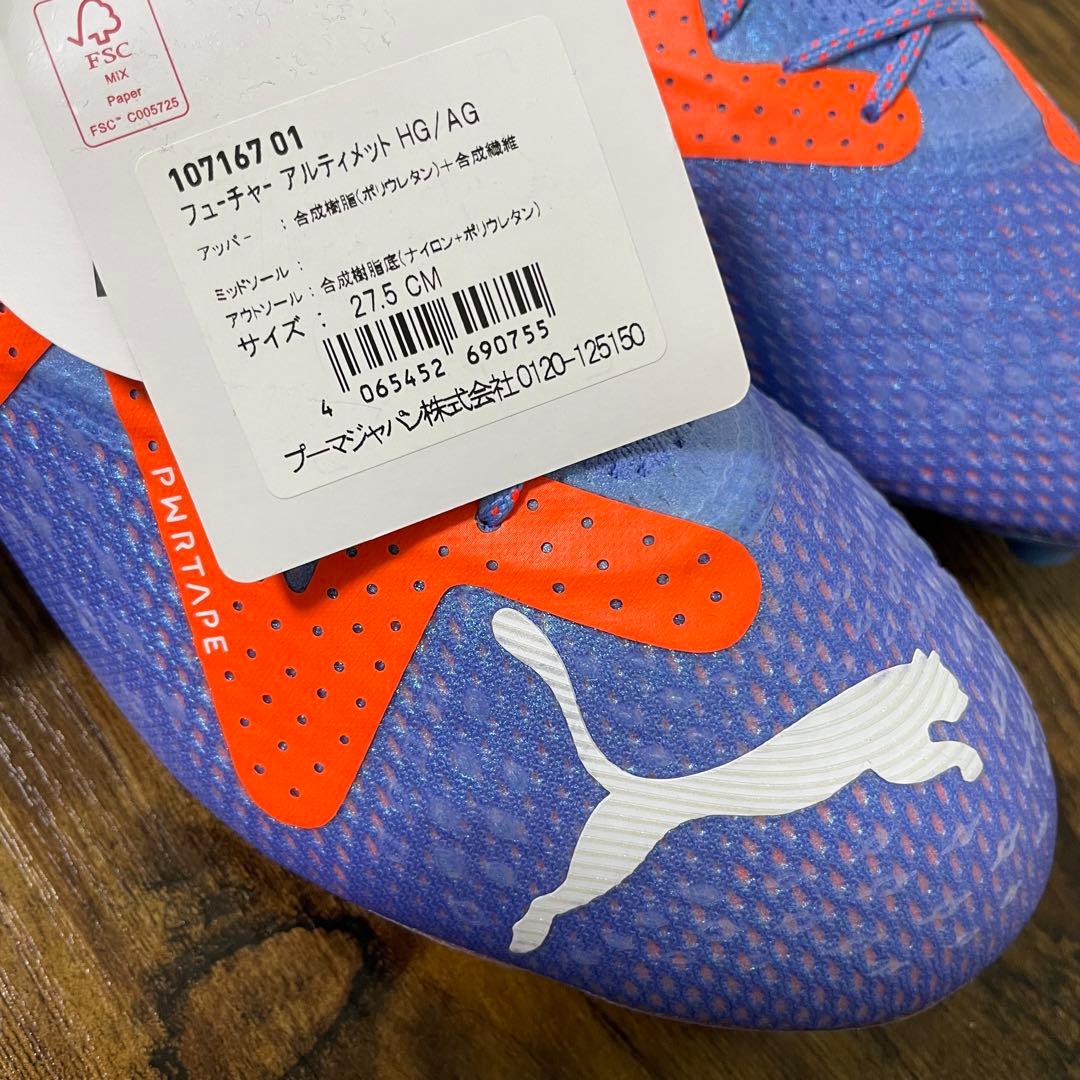 FSC
MIX
Paper
FSC™ C005725
107167 01
フューチャー アルティメット HG/AG
アッパー : 合成樹脂(ポリウレタン)+合成繊維
ミッドソール :
アウトソール : 合成樹脂底(ナイロン+ポリウレタン)
サイズ : 27.5 CM
4 065452 690755
プーマジャパン株式会社0120-125150
PWRTAPE